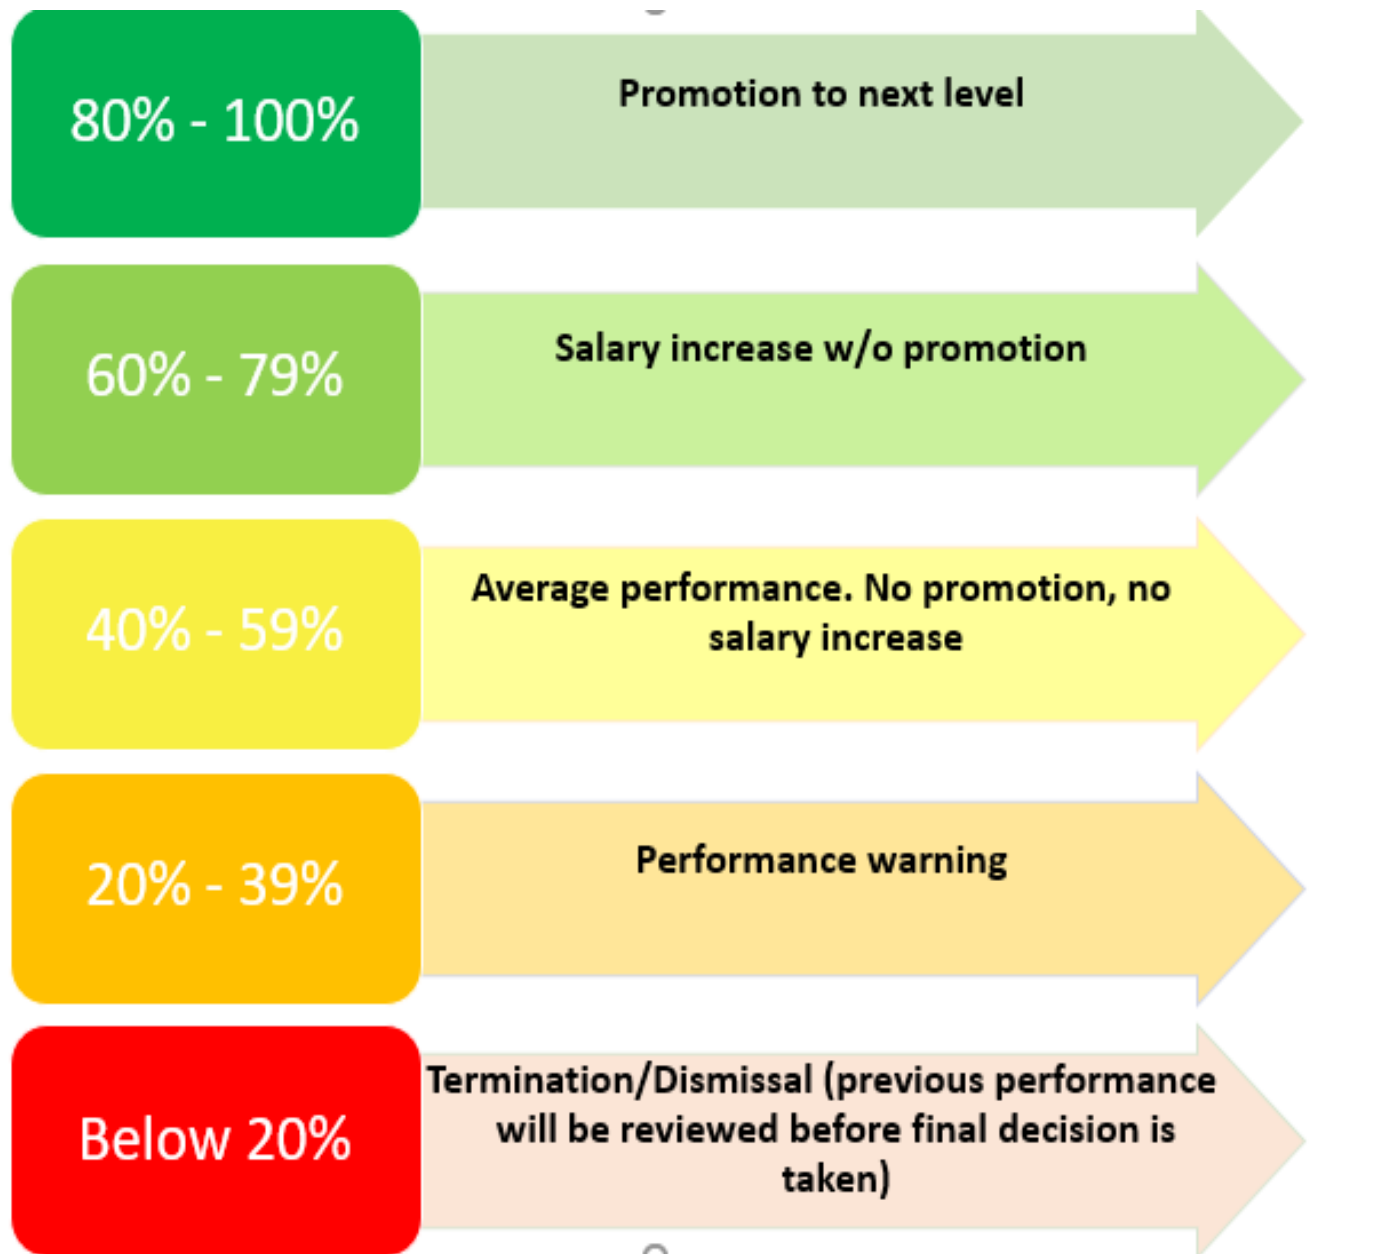 80% - 100%
Promotion to next level
60% - 79%
Salary increase w/o promotion
40% - 59%
Average performance. No promotion, no
salary increase
20% - 39%
Performance warning
Below 20%
Termination/Dismissal (previous performance
will be reviewed before final decision is
taken)